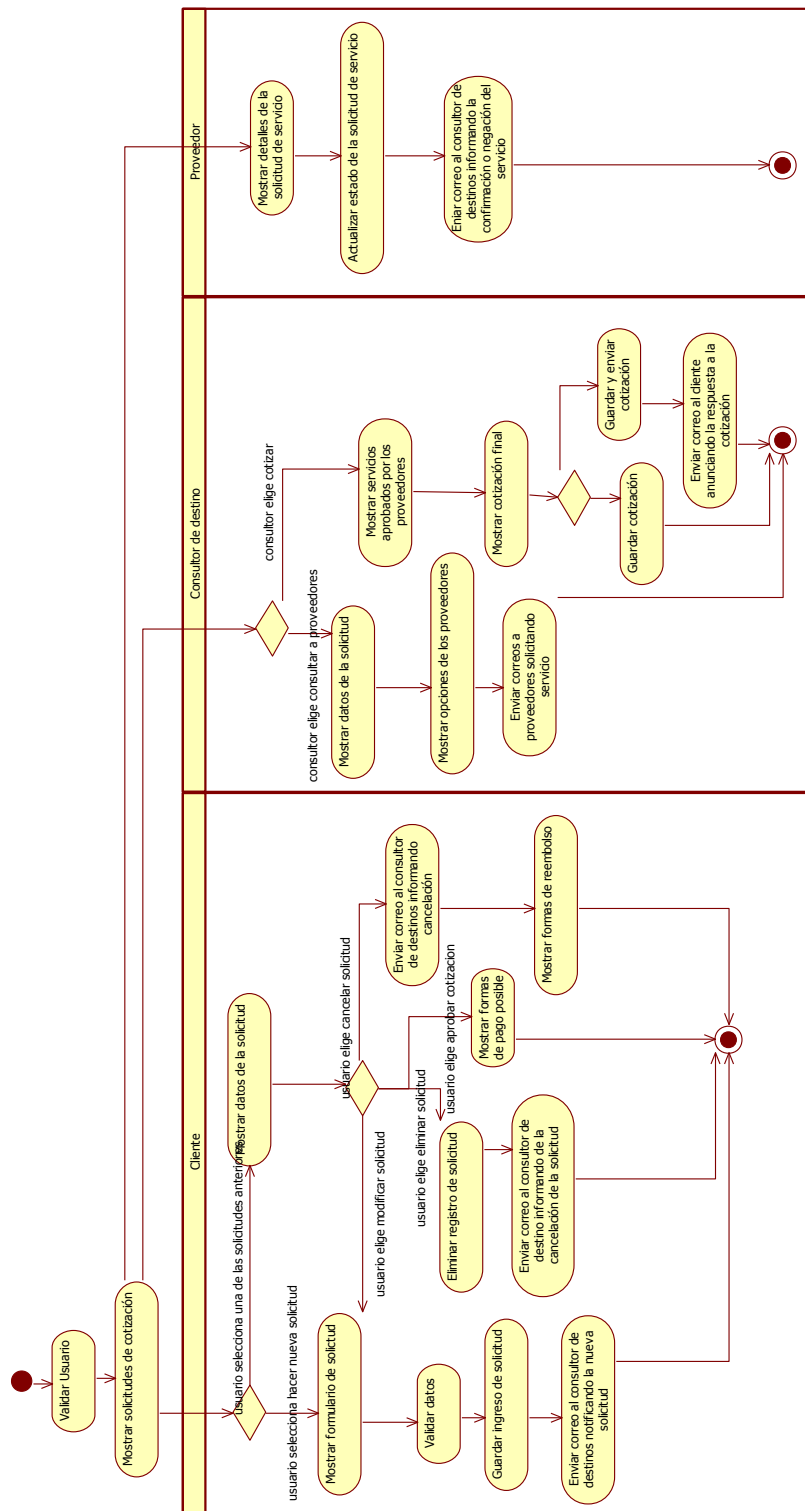 Validar Usuario
Mostrar solicitudes de cotización
Cliente
usuario selecciona una de las solicitudes anteriores
usuario selecciona hacer nueva solicitud
Mostrar datos de la solicitud
Mostrar formulario de solictud
Validar datos
Guardar ingreso de solicitud
Enviar correo al consultor de
destinos notificando la nueva
solicitud
usuario elige modificar solicitud
usuario elige eliminar solicitud
Eliminar registro de solicitud
Enviar correo al consultor de
destino informando de la
cancelación de la solicitud
usuario elige aprobar cotizacion
Mostrar formas
de pago posible
usuario elige cancelar solicitud
Enviar correo al consultor
de destinos informando
cancelación
Mostrar formas de reembolso
Consultor de destino
consultor elige consultar a proveedores
Mostrar datos de la solicitud
Mostrar opciones de los proveedores
Enviar correos a
proveedores solicitando
servicio
consultor elige cotizar
Mostrar servicios
aprobados por los
proveedores
Mostrar cotización final
Guardar cotización
Guardar y enviar
cotización
Enviar correo al cliente
anunciando la respuesta a la
cotización
Proveedor
Mostrar detalles de la
solicitud de servicio
Actualizar estado de la solicitud de servicio
Eniar correo al consultor de
destinos informando la
confirmación o negación del
servicio